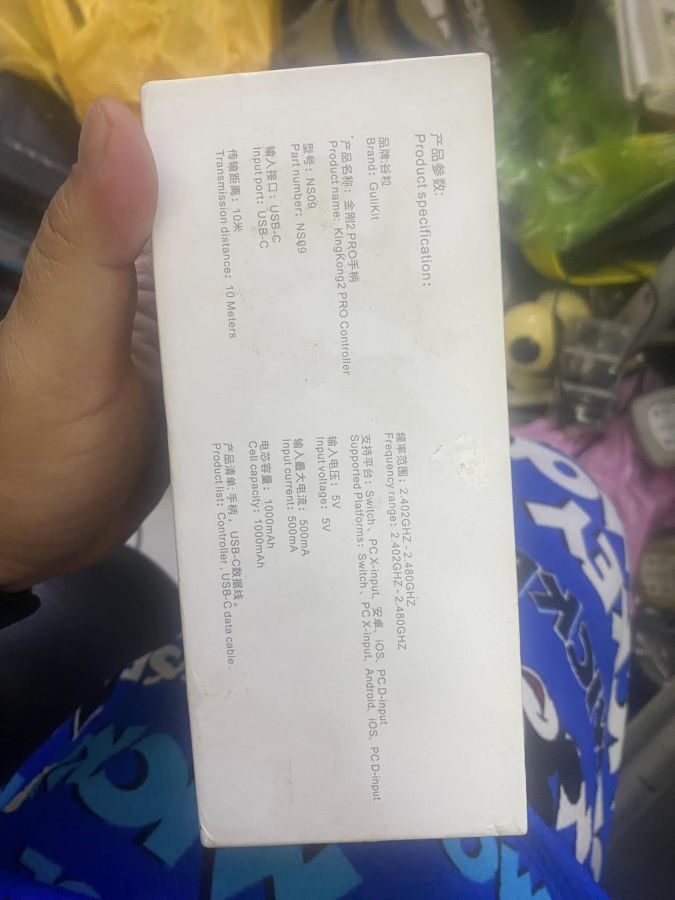 产品参数:
Product specification:
品牌:谷粒
Brand: GuliKit
产品名称: 金刚2 PRO手柄
Product name: KingKong2 PRO Controller
型号: NS09
Part number: NS09
输入接口: USB-C
Input port: USB-C
传输距离: 10米
Transmission distance: 10 Meters
频率范围: 2.402GHZ - 2.480GHZ
Frequency range: 2.402GHZ - 2.480GHZ
支持平台: Switch、PC X-input、安卓、iOS、PC D-input
Supported Platforms: Switch、PC X-input、Android、iOS、PC D-input
输入电压: 5V
Input voltage: 5V
输入最大电流: 500mA
Input current: 500mA
电芯容量: 1000mAh
Cell capacity: 1000mAh
产品清单: 手柄, USB-C数据线。
Product list: Controller, USB-C data cable.